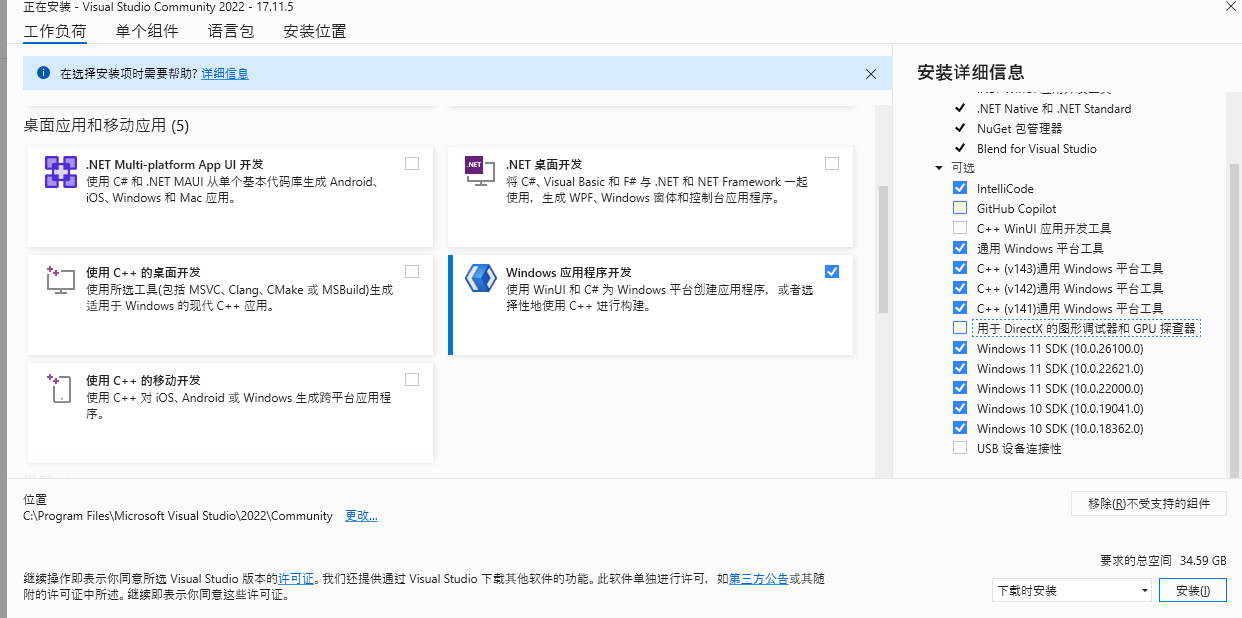 正在安装 - Visual Studio Community 2022 - 17.11.5
工作负荷 单个组件 语言包 安装位置
在选择安装项时需要帮助? 详细信息
桌面应用和移动应用 (5)
.NET Multi-platform App UI 开发
使用 C# 和 .NET MAUI 从单个基本代码库生成 Android、
iOS、Windows 和 Mac 应用。
.NET
.NET 桌面开发
将 C#、Visual Basic 和 F# 与 .NET 和 .NET Framework 一起
使用，生成 WPF、Windows 窗体和控制台应用程序。
使用 C++ 的桌面开发
使用所选工具(包括 MSVC、Clang、CMake 或 MSBuild)生成
适用于 Windows 的现代 C++ 应用。
Windows 应用程序开发
使用 WinUI 和 C# 为 Windows 平台创建应用程序，或者选
择性地使用 C++ 进行构建。
使用 C++ 的移动开发
使用 C++ 对 iOS、Android 或 Windows 生成跨平台应用程
序。
安装详细信息
.NET Native 和 .NET Standard
NuGet 包管理器
Blend for Visual Studio
可选
IntelliCode
GitHub Copilot
C++ WinUI 应用开发工具
通用 Windows 平台工具
C++ (v143)通用 Windows 平台工具
C++ (v142)通用 Windows 平台工具
C++ (v141)通用 Windows 平台工具
用于 DirectX 的图形调试器和 GPU 探查器
Windows 11 SDK (10.0.26100.0)
Windows 11 SDK (10.0.22621.0)
Windows 11 SDK (10.0.22000.0)
Windows 10 SDK (10.0.19041.0)
Windows 10 SDK (10.0.18362.0)
USB 设备连接性
位置
C:\Program Files\Microsoft Visual Studio\2022\Community 更改...
移除(R)不受支持的组件
要求的总空间 34.59 GB
继续操作即表示你同意所选 Visual Studio 版本的许可证。我们还提供通过 Visual Studio 下载其他软件的功能。此软件单独进行许可，如第三方公告或其随
附的许可证中所述。继续即表示你同意这些许可证。
下载时安装 安装(I)